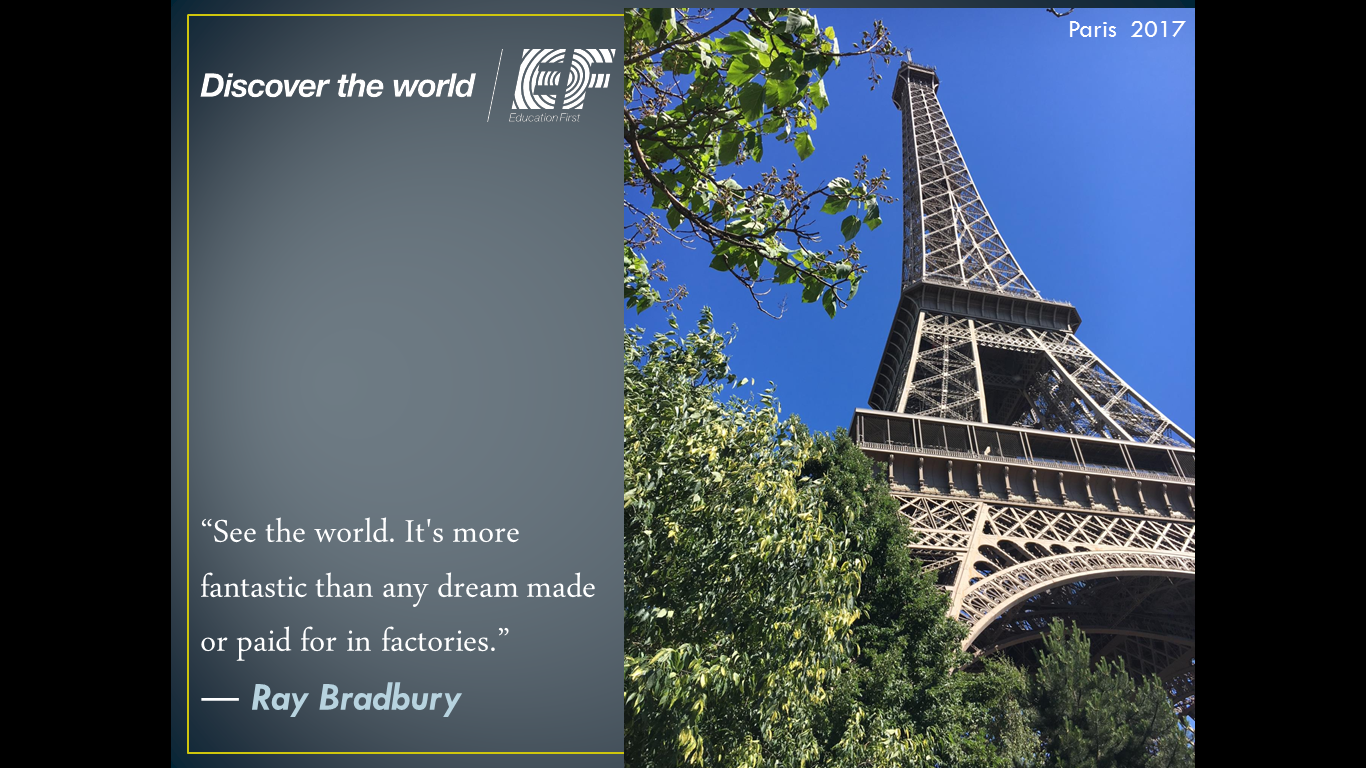 Discover the world
EF
Education First
Paris 2017
“See the world. It's more
fantastic than any dream made
or paid for in factories.”
— Ray Bradbury